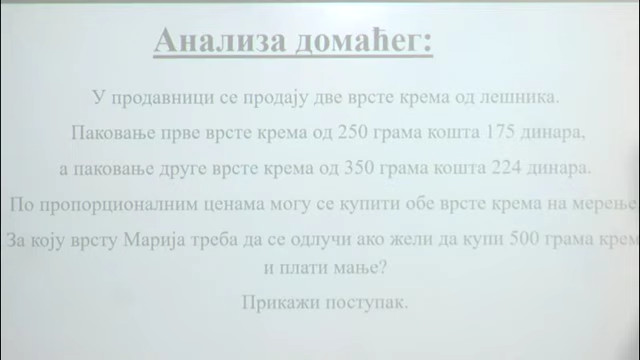 Анализа домаћег:
У продавници се продају две врсте крема од лешника.
Паковање прве врсте крема од 250 грама кошта 175 динара,
а паковање друге врсте крема од 350 грама кошта 224 динара.
По пропорционалним ценама могу се купити обе врсте крема на мерење.
За коју врсту Марија треба да се одлучи ако жели да купи 500 грама крем
и плати мање?
Прикажи поступак.